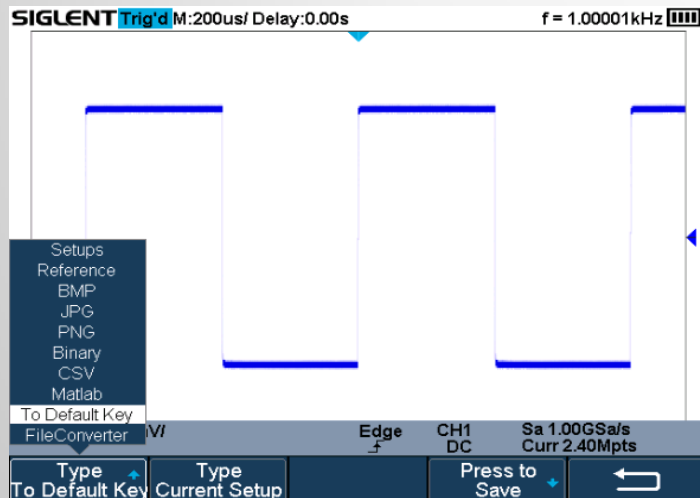 SIGLENT Trig'd M:200us/ Delay:0.00s f = 1.00001kHz
Setups
Reference
BMP
JPG
PNG
Binary
CSV
Matlab
To Default Key
FileConverter
V/ Edge CH1 Sa 1.00GSa/s
DC Curr 2.40Mpts
Type Type Press to
To Default Key Current Setup Save